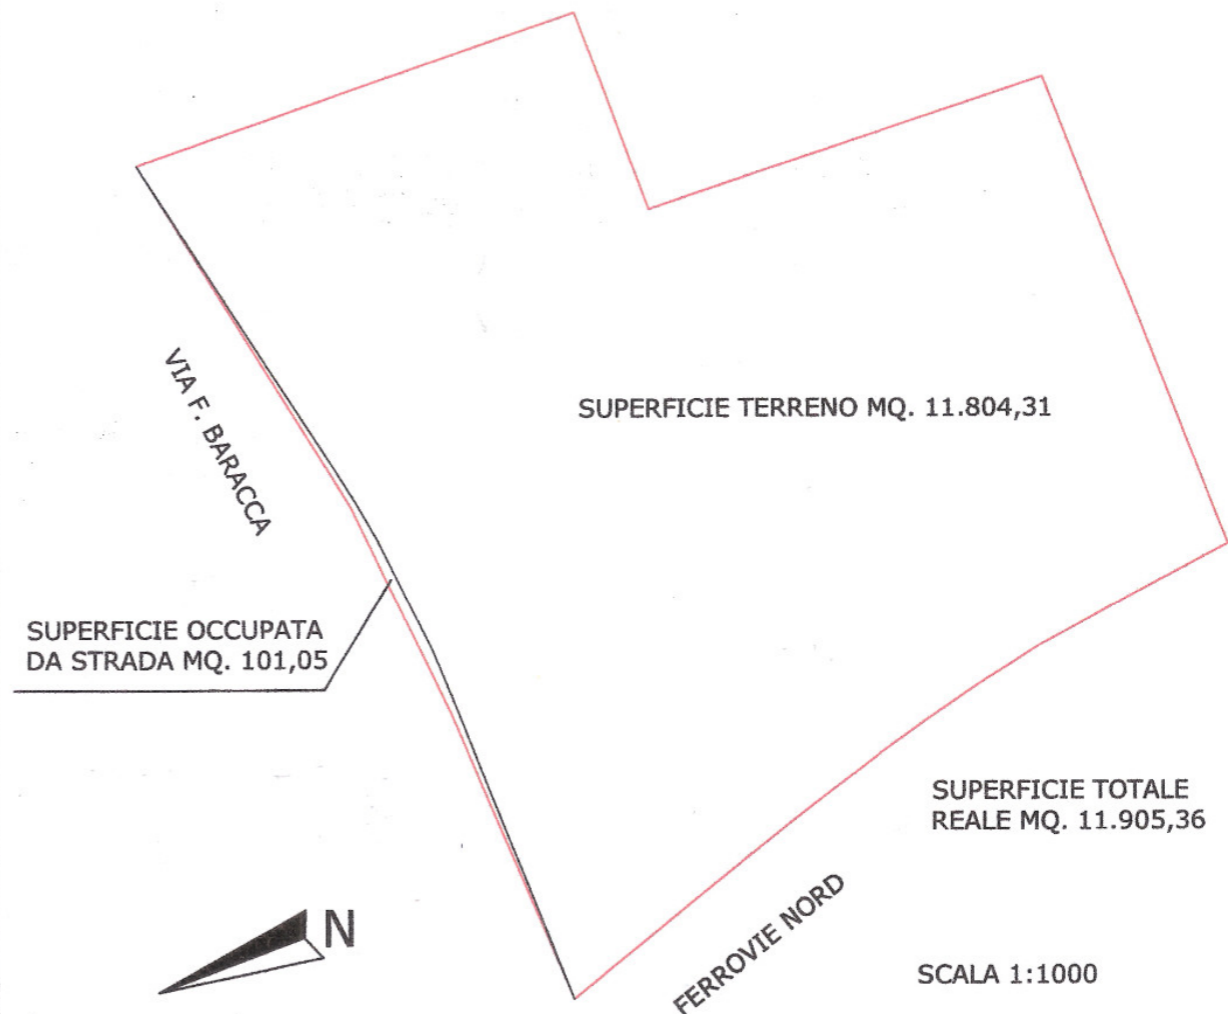 VIA F. BARACCA
SUPERFICIE TERRENO MQ. 11.804,31
SUPERFICIE OCCUPATA
DA STRADA MQ. 101,05
SUPERFICIE TOTALE
REALE MQ. 11.905,36
FERROVIE NORD
N
SCALA 1:1000